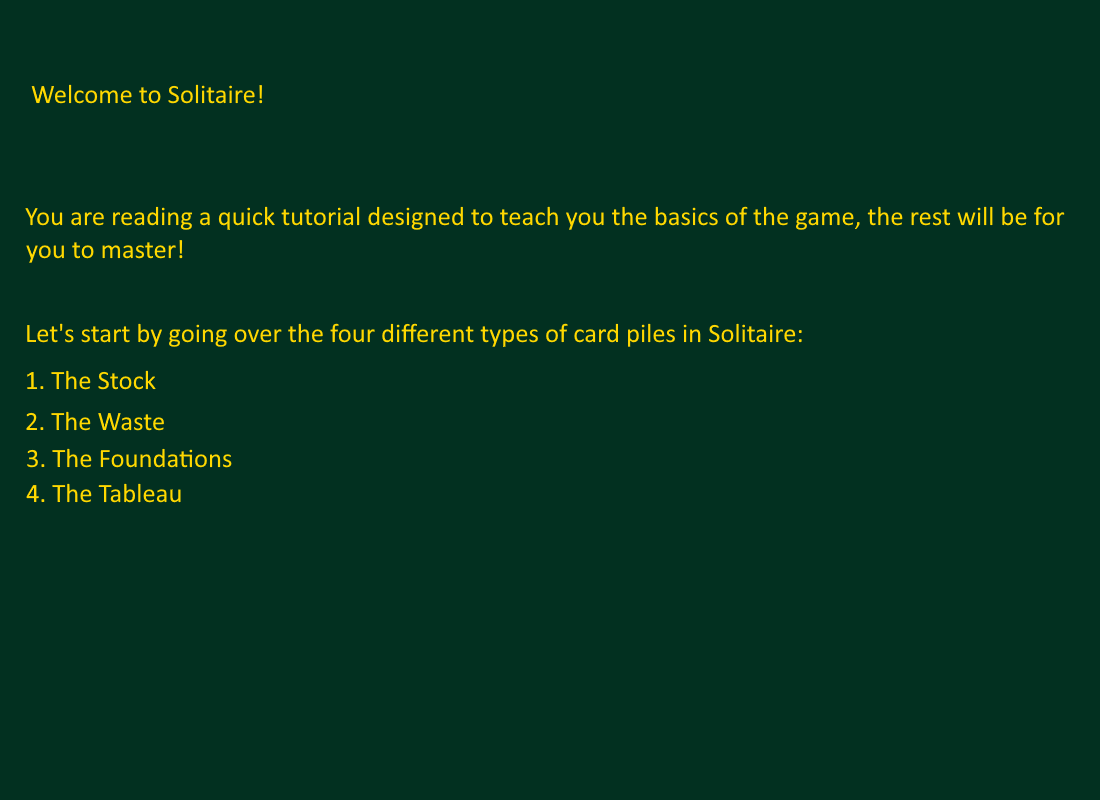 Welcome to Solitaire!
You are reading a quick tutorial designed to teach you the basics of the game, the rest will be for
you to master!
Let's start by going over the four different types of card piles in Solitaire:
1. The Stock
2. The Waste
3. The Foundations
4. The Tableau